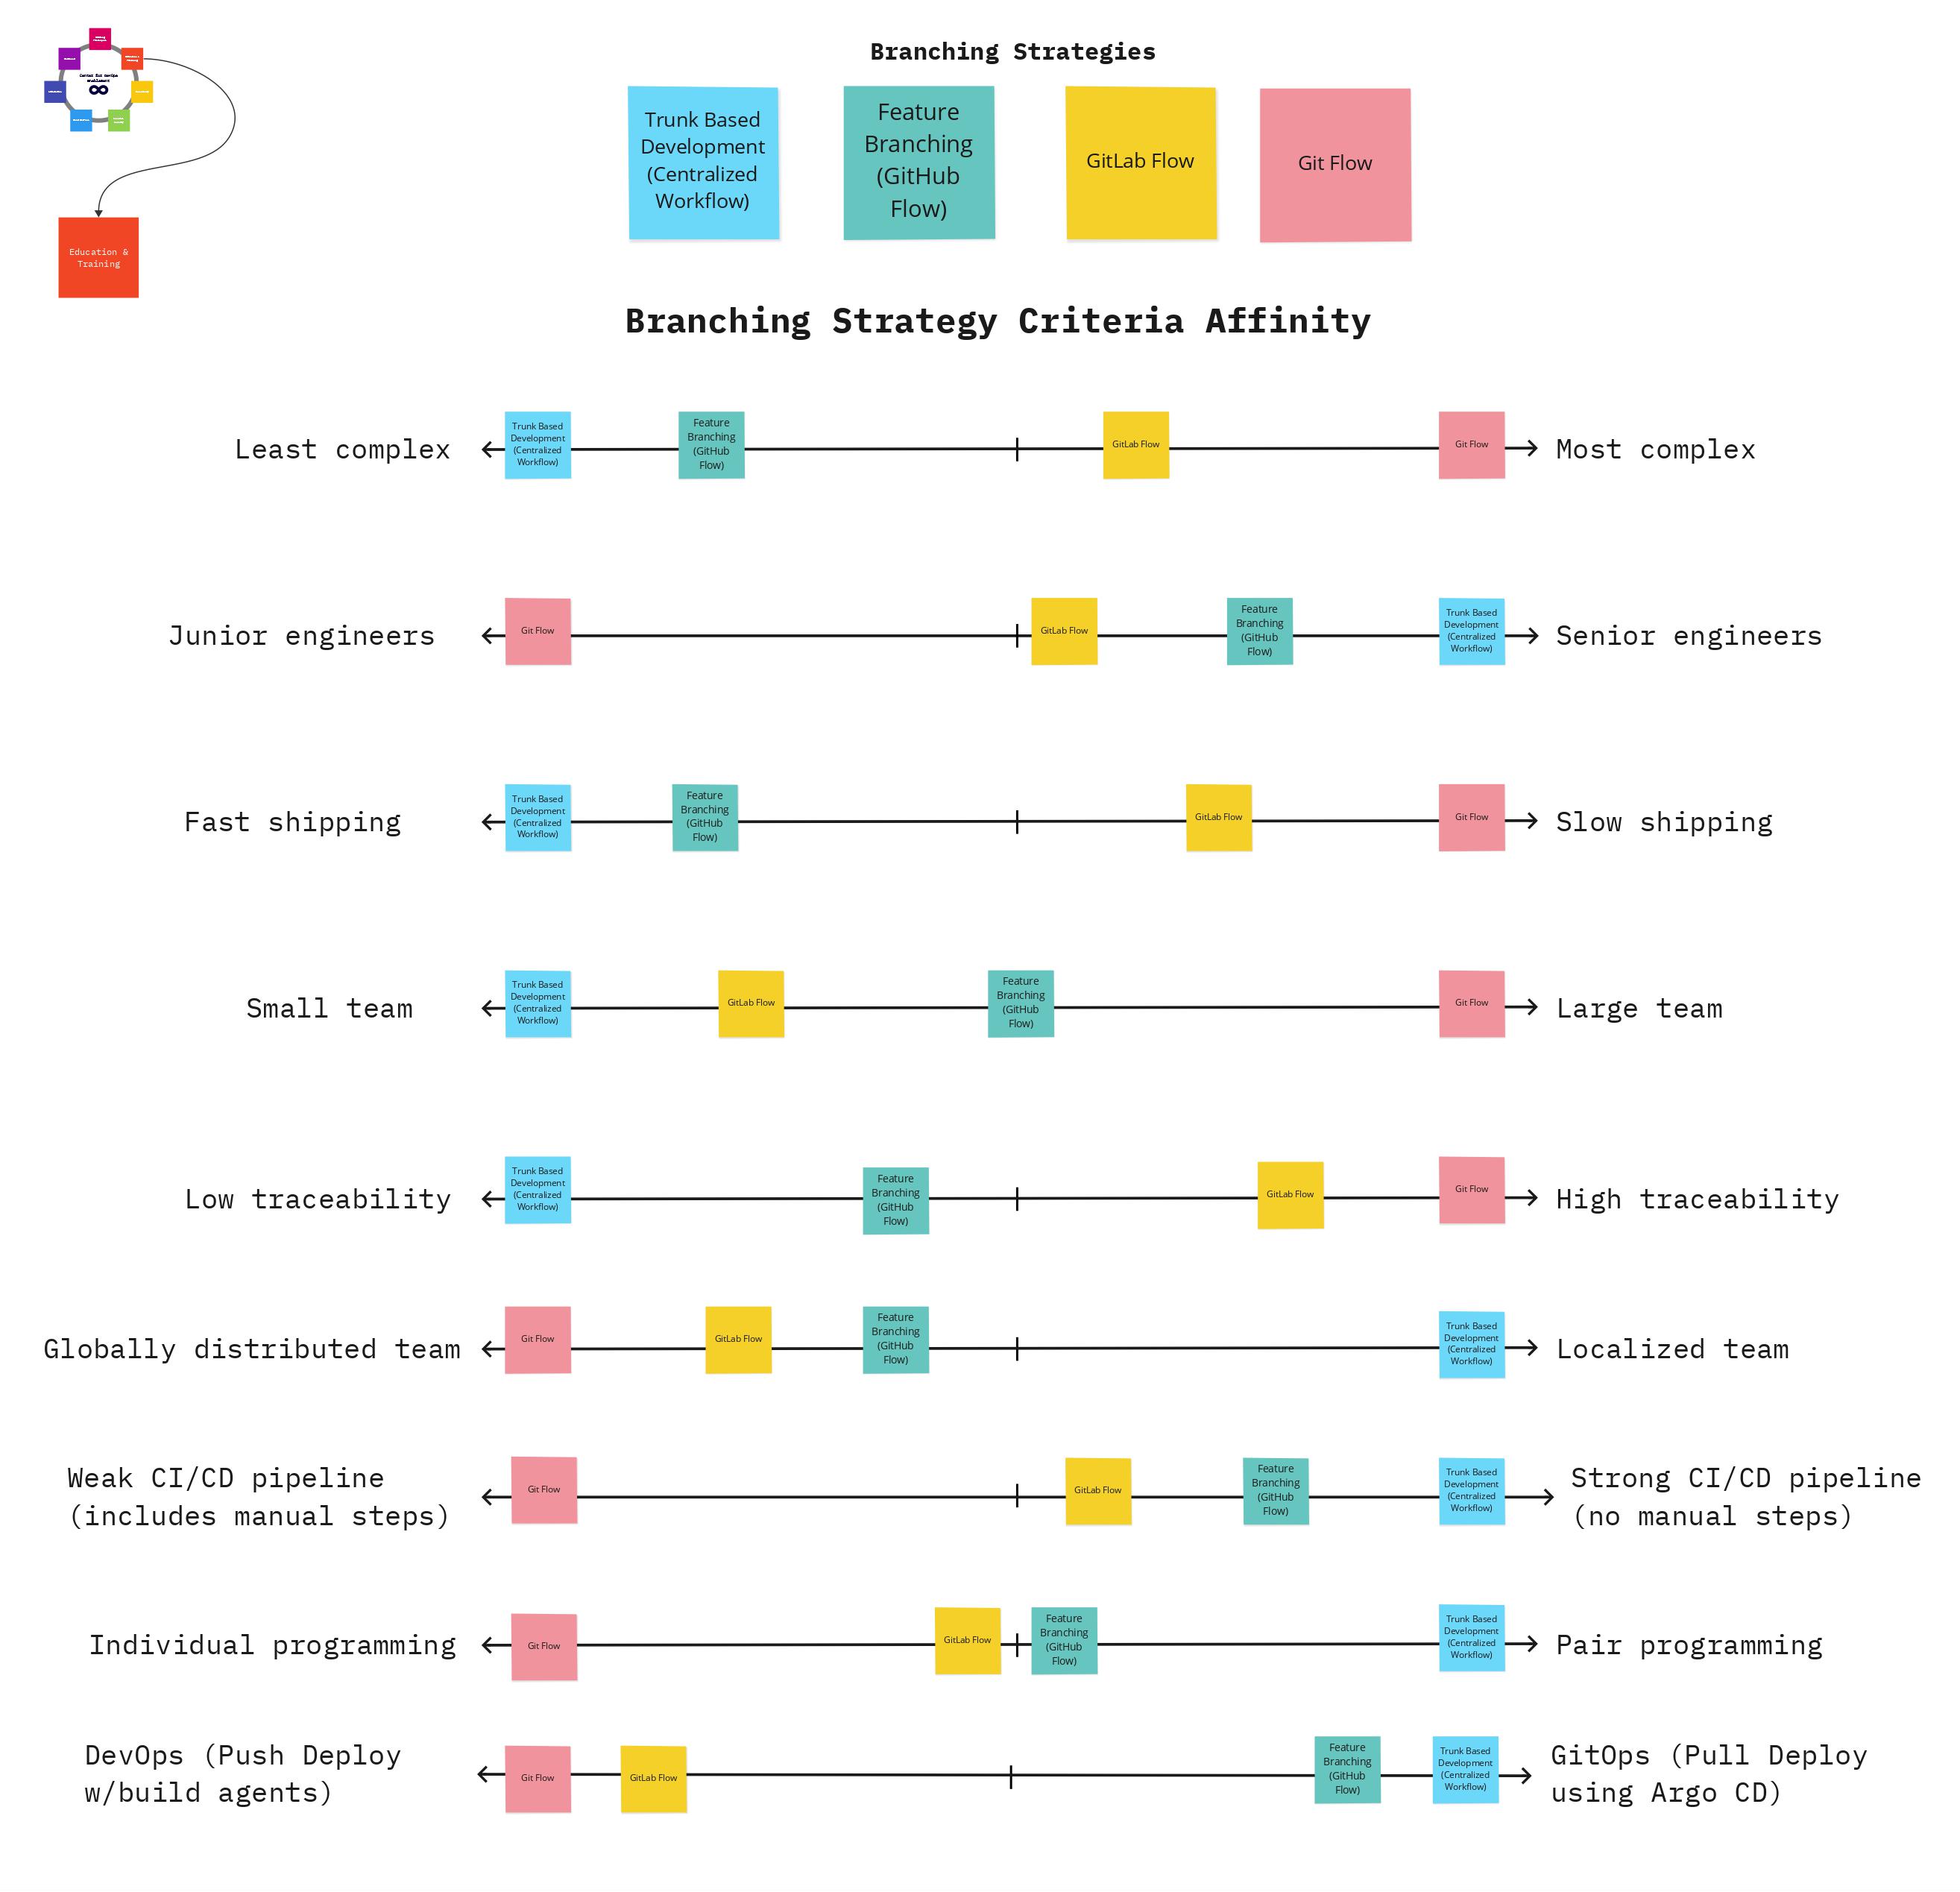 Branching Strategies
Trunk Based
Development
(Centralized
Workflow)
Feature
Branching
(GitHub
Flow)
GitLab Flow
Git Flow
Education &
Training
Branching Strategy Criteria Affinity
Least complex
Trunk Based
Development
(Centralized
Workflow)
Feature
Branching
(GitHub
Flow)
GitLab Flow
Git Flow
Most complex
Junior engineers
Git Flow
GitLab Flow
Feature
Branching
(GitHub
Flow)
Trunk Based
Development
(Centralized
Workflow)
Senior engineers
Fast shipping
Trunk Based
Development
(Centralized
Workflow)
Feature
Branching
(GitHub
Flow)
GitLab Flow
Git Flow
Slow shipping
Small team
Trunk Based
Development
(Centralized
Workflow)
GitLab Flow
Feature
Branching
(GitHub
Flow)
Git Flow
Large team
Low traceability
Trunk Based
Development
(Centralized
Workflow)
Feature
Branching
(GitHub
Flow)
GitLab Flow
Git Flow
High traceability
Globally distributed team
Git Flow
GitLab Flow
Feature
Branching
(GitHub
Flow)
Trunk Based
Development
(Centralized
Workflow)
Localized team
Weak CI/CD pipeline
(includes manual steps)
Git Flow
GitLab Flow
Feature
Branching
(GitHub
Flow)
Trunk Based
Development
(Centralized
Workflow)
Strong CI/CD pipeline
(no manual steps)
Individual programming
Git Flow
GitLab Flow
Feature
Branching
(GitHub
Flow)
Trunk Based
Development
(Centralized
Workflow)
Pair programming
DevOps (Push Deploy
w/build agents)
Git Flow
GitLab Flow
Feature
Branching
(GitHub
Flow)
Trunk Based
Development
(Centralized
Workflow)
GitOps (Pull Deploy
using Argo CD)